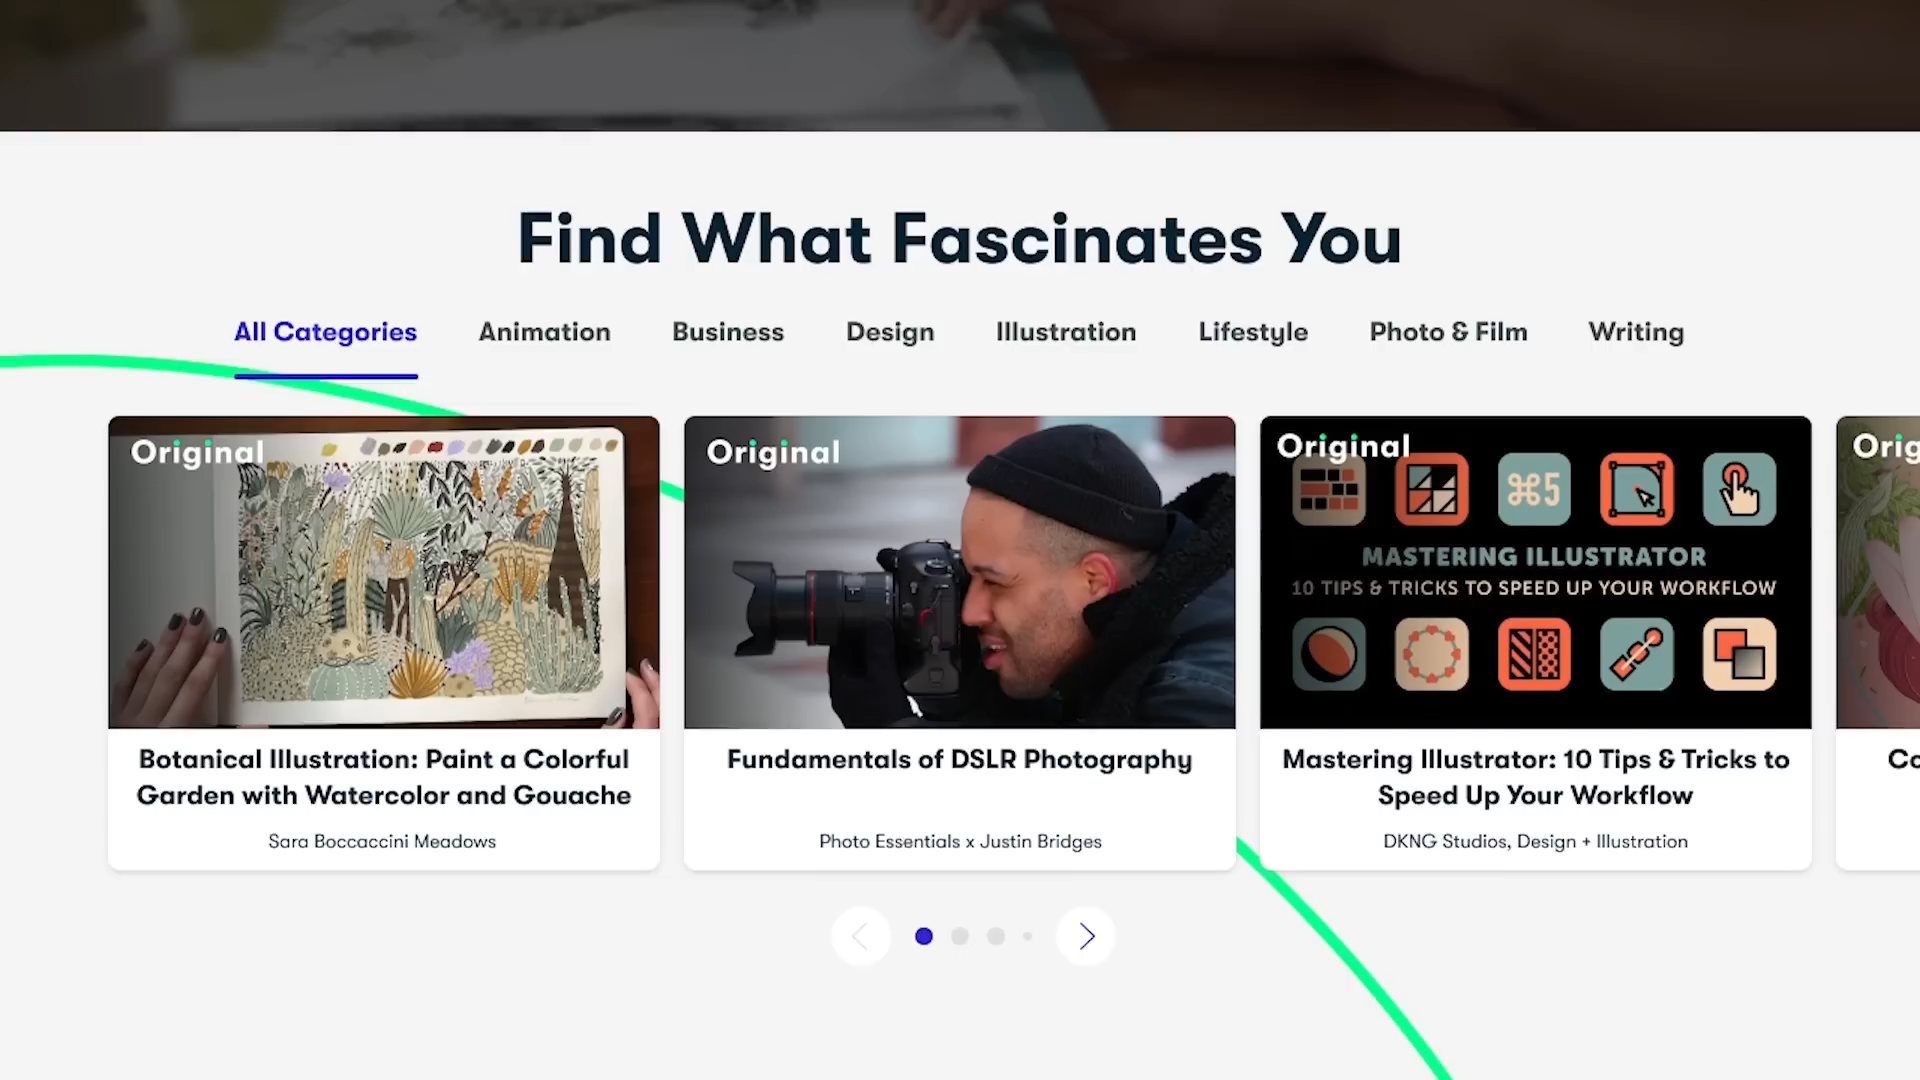 Find What Fascinates You
All Categories Animation Business Design Illustration Lifestyle Photo & Film Writing
Original
Original
Original
Orig
⌘5
MASTERING ILLUSTRATOR
10 TIPS & TRICKS TO SPEED UP YOUR WORKFLOW
Botanical Illustration: Paint a Colorful
Garden with Watercolor and Gouache
Sara Boccaccini Meadows
Fundamentals of DSLR Photography
Photo Essentials x Justin Bridges
Mastering Illustrator: 10 Tips & Tricks to
Speed Up Your Workflow
DKNG Studios, Design + Illustration
Co